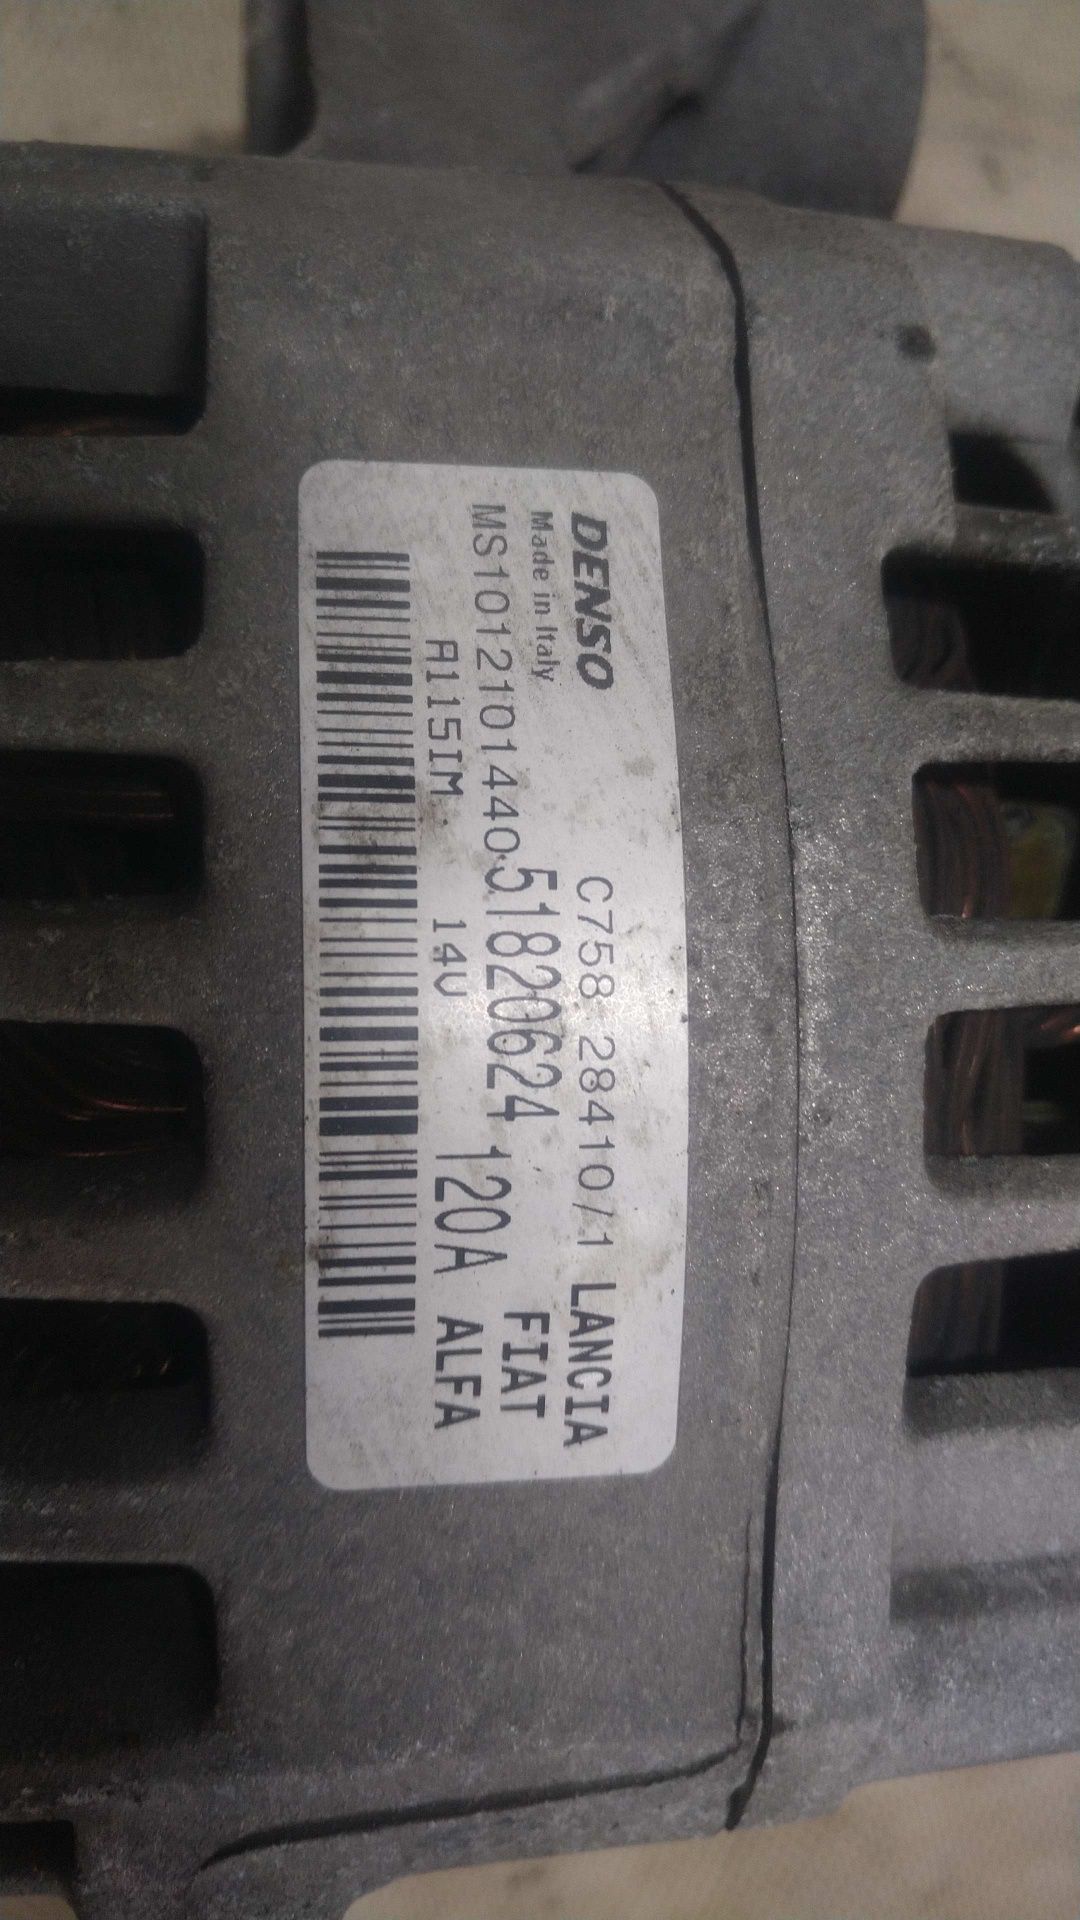 DENSO C758 28410/1 LANCIA
Made in Italy 51820624 FIAT
MS1012101440 120A ALFA
A115IM 14V